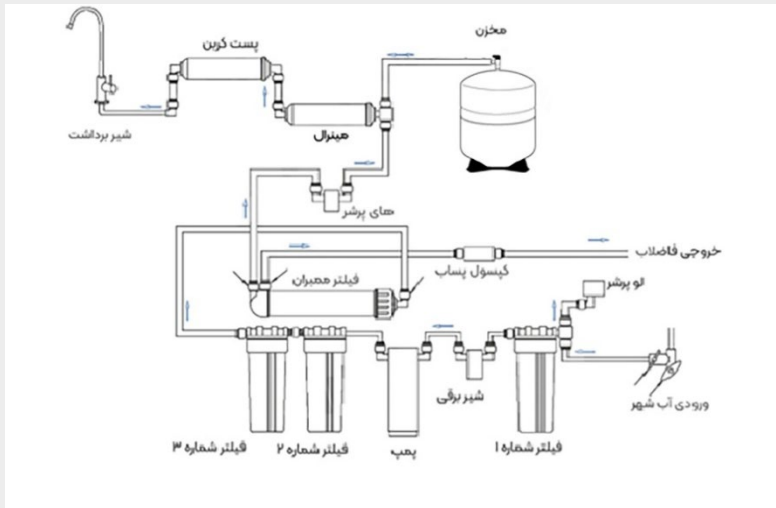 مخزن
پست کربن
مینرال
شیر برداشت
های پرشر
خروجی فاضلاب
کپسول پساب
فیلتر ممبران
الو پرشر
شیر برقی
ورودی آب شهر
فیلتر شماره ۱
پمپ
فیلتر شماره ۲
فیلتر شماره ۳